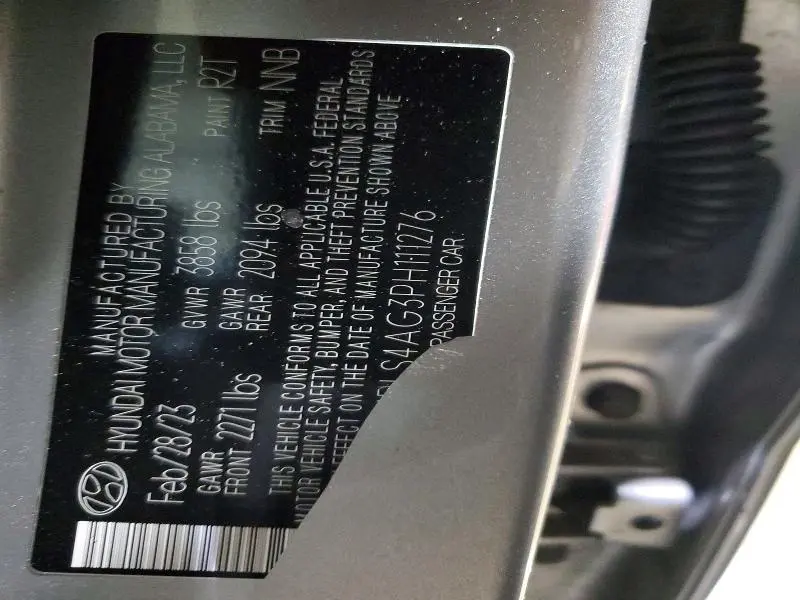 MANUFACTURED BY
HYUNDAI MOTOR MANUFACTURING ALABAMA, LLC
Feb/28/23 GVWR 3858 lbs PAINT R2T
GAWR FRONT 2271 lbs GAWR REAR 2094 lbs TRIM NNB
THIS VEHICLE CONFORMS TO ALL APPLICABLE U.S.A. FEDERAL
MOTOR VEHICLE SAFETY, BUMPER, AND THEFT PREVENTION STANDARDS
EFFECT ON THE DATE OF MANUFACTURE SHOWN ABOVE
LS4AG3PH111276
PASSENGER CAR